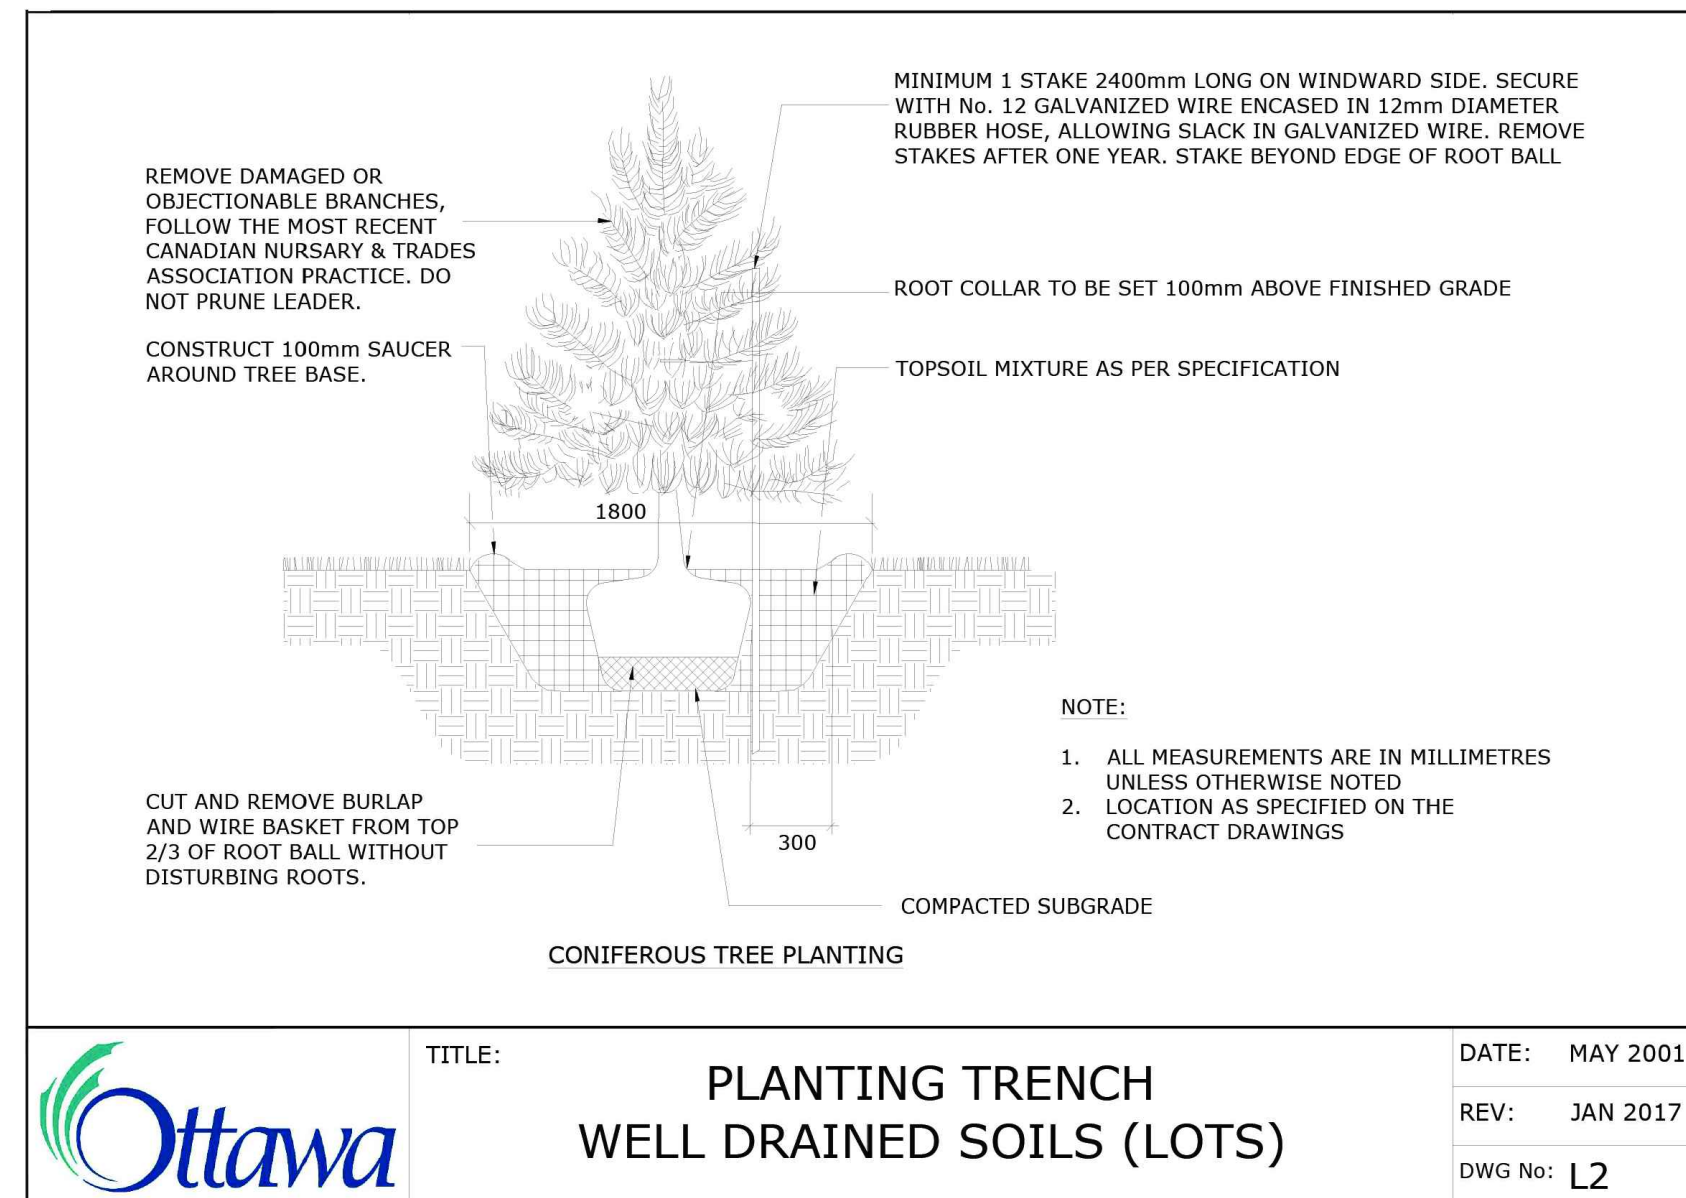 MINIMUM 1 STAKE 2400mm LONG ON WINDWARD SIDE. SECURE
WITH No. 12 GALVANIZED WIRE ENCASED IN 12mm DIAMETER
RUBBER HOSE, ALLOWING SLACK IN GALVANIZED WIRE. REMOVE
STAKES AFTER ONE YEAR. STAKE BEYOND EDGE OF ROOT BALL
REMOVE DAMAGED OR
OBJECTIONABLE BRANCHES,
FOLLOW THE MOST RECENT
CANADIAN NURSARY & TRADES
ASSOCIATION PRACTICE. DO
NOT PRUNE LEADER.
ROOT COLLAR TO BE SET 100mm ABOVE FINISHED GRADE
CONSTRUCT 100mm SAUCER
AROUND TREE BASE.
TOPSOIL MIXTURE AS PER SPECIFICATION
1800
NOTE:
1. ALL MEASUREMENTS ARE IN MILLIMETRES
UNLESS OTHERWISE NOTED
2. LOCATION AS SPECIFIED ON THE
CONTRACT DRAWINGS
CUT AND REMOVE BURLAP
AND WIRE BASKET FROM TOP
2/3 OF ROOT BALL WITHOUT
DISTURBING ROOTS.
300
COMPACTED SUBGRADE
CONIFEROUS TREE PLANTING
Ottawa
TITLE:
PLANTING TRENCH
WELL DRAINED SOILS (LOTS)
DATE: MAY 2001
REV: JAN 2017
DWG No: L2